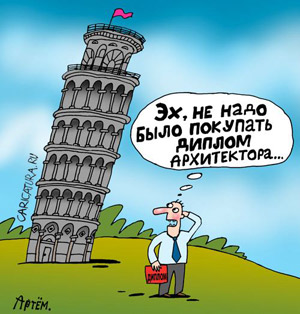 Эх, не надо
было покупать
диплом
архитектора...
CARICATURA.RU
ДИПЛОМ
Артём.